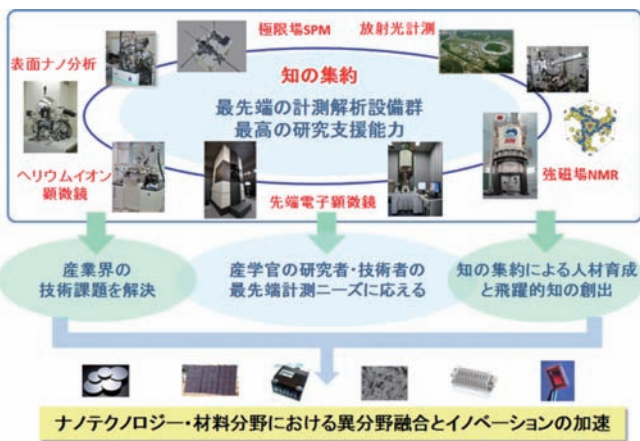 極限場SPM
放射光計測
表面ナノ分析
知の集約
最先端の計測解析設備群
最高の研究支援能力
ヘリウムイオン
顕微鏡
先端電子顕微鏡
強磁場NMR
産業界の
技術課題を解決
産学官の研究者・技術者の
最先端計測ニーズに応える
知の集約による人材育成
と飛躍的知の創出
ナノテクノロジー・材料分野における異分野融合とイノベーションの加速